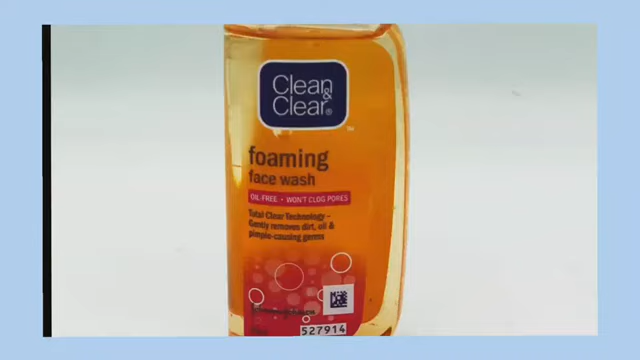 Clean
&
Clear®
™
foaming
face wash
OIL-FREE • WON'T CLOG PORES
Total Clear Technology –
Gently removes dirt, oil &
pimple-causing germs
527914